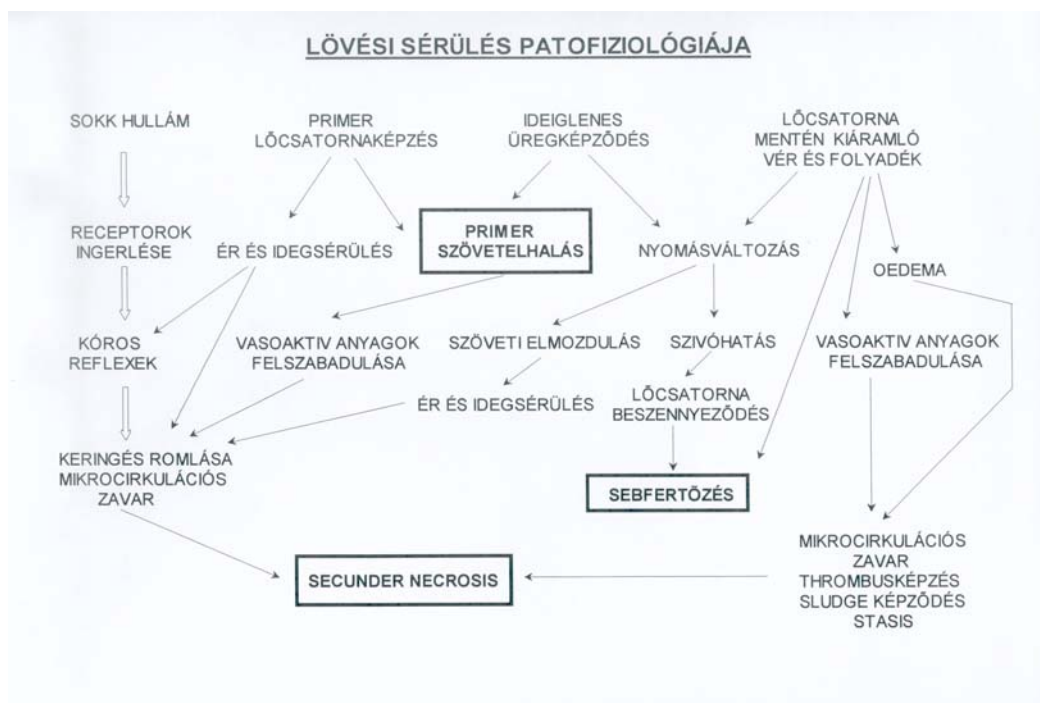 LÖVÉSI SÉRÜLÉS PATOFIZIOLÓGIÁJA
SOKK HULLÁM
PRIMER
LŐCSATORNAKÉPZÉS
IDEIGLENES
ÜREGKÉPZŐDÉS
LŐCSATORNA
MENTÉN KIÁRAMLÓ
VÉR ÉS FOLYADÉK
RECEPTOROK
INGERLÉSE
ÉR ÉS IDEGSÉRÜLÉS
PRIMER
SZÖVETELHALÁS
NYOMÁSVÁLTOZÁS
OEDEMA
KÓROS
REFLEXEK
VASOAKTIV ANYAGOK
FELSZABADULÁSA
SZÖVETI ELMOZDULÁS
SZIVÓHATÁS
VASOAKTIV ANYAGOK
FELSZABADULÁSA
ÉR ÉS IDEGSÉRÜLÉS
LŐCSATORNA
BESZENNYEZŐDÉS
KERINGÉS ROMLÁSA
MIKROCIRKULÁCIÓS
ZAVAR
SEBFERTŐZÉS
MIKROCIRKULÁCIÓS
ZAVAR
THROMBUSKÉPZÉS
SLUDGE KÉPZŐDÉS
STASIS
SECUNDER NECROSIS